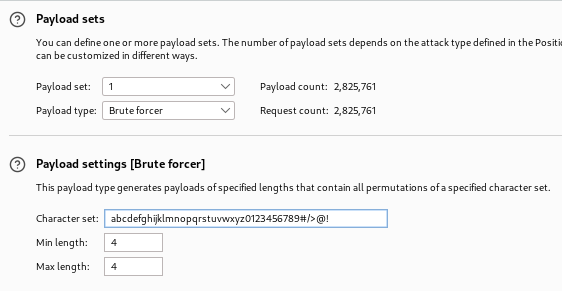 Payload sets
You can define one or more payload sets. The number of payload sets depends on the attack type defined in the
can be customized in different ways.
Payload set: 1 Payload count: 2,825,761
Payload type: Brute forcer Request count: 2,825,761
Payload settings [Brute forcer]
This payload type generates payloads of specified lengths that contain all permutations of a specified character set.
Character set: abcdefghijklmnopqrstuvwxyz0123456789#/>@!
Min length: 4
Max length: 4